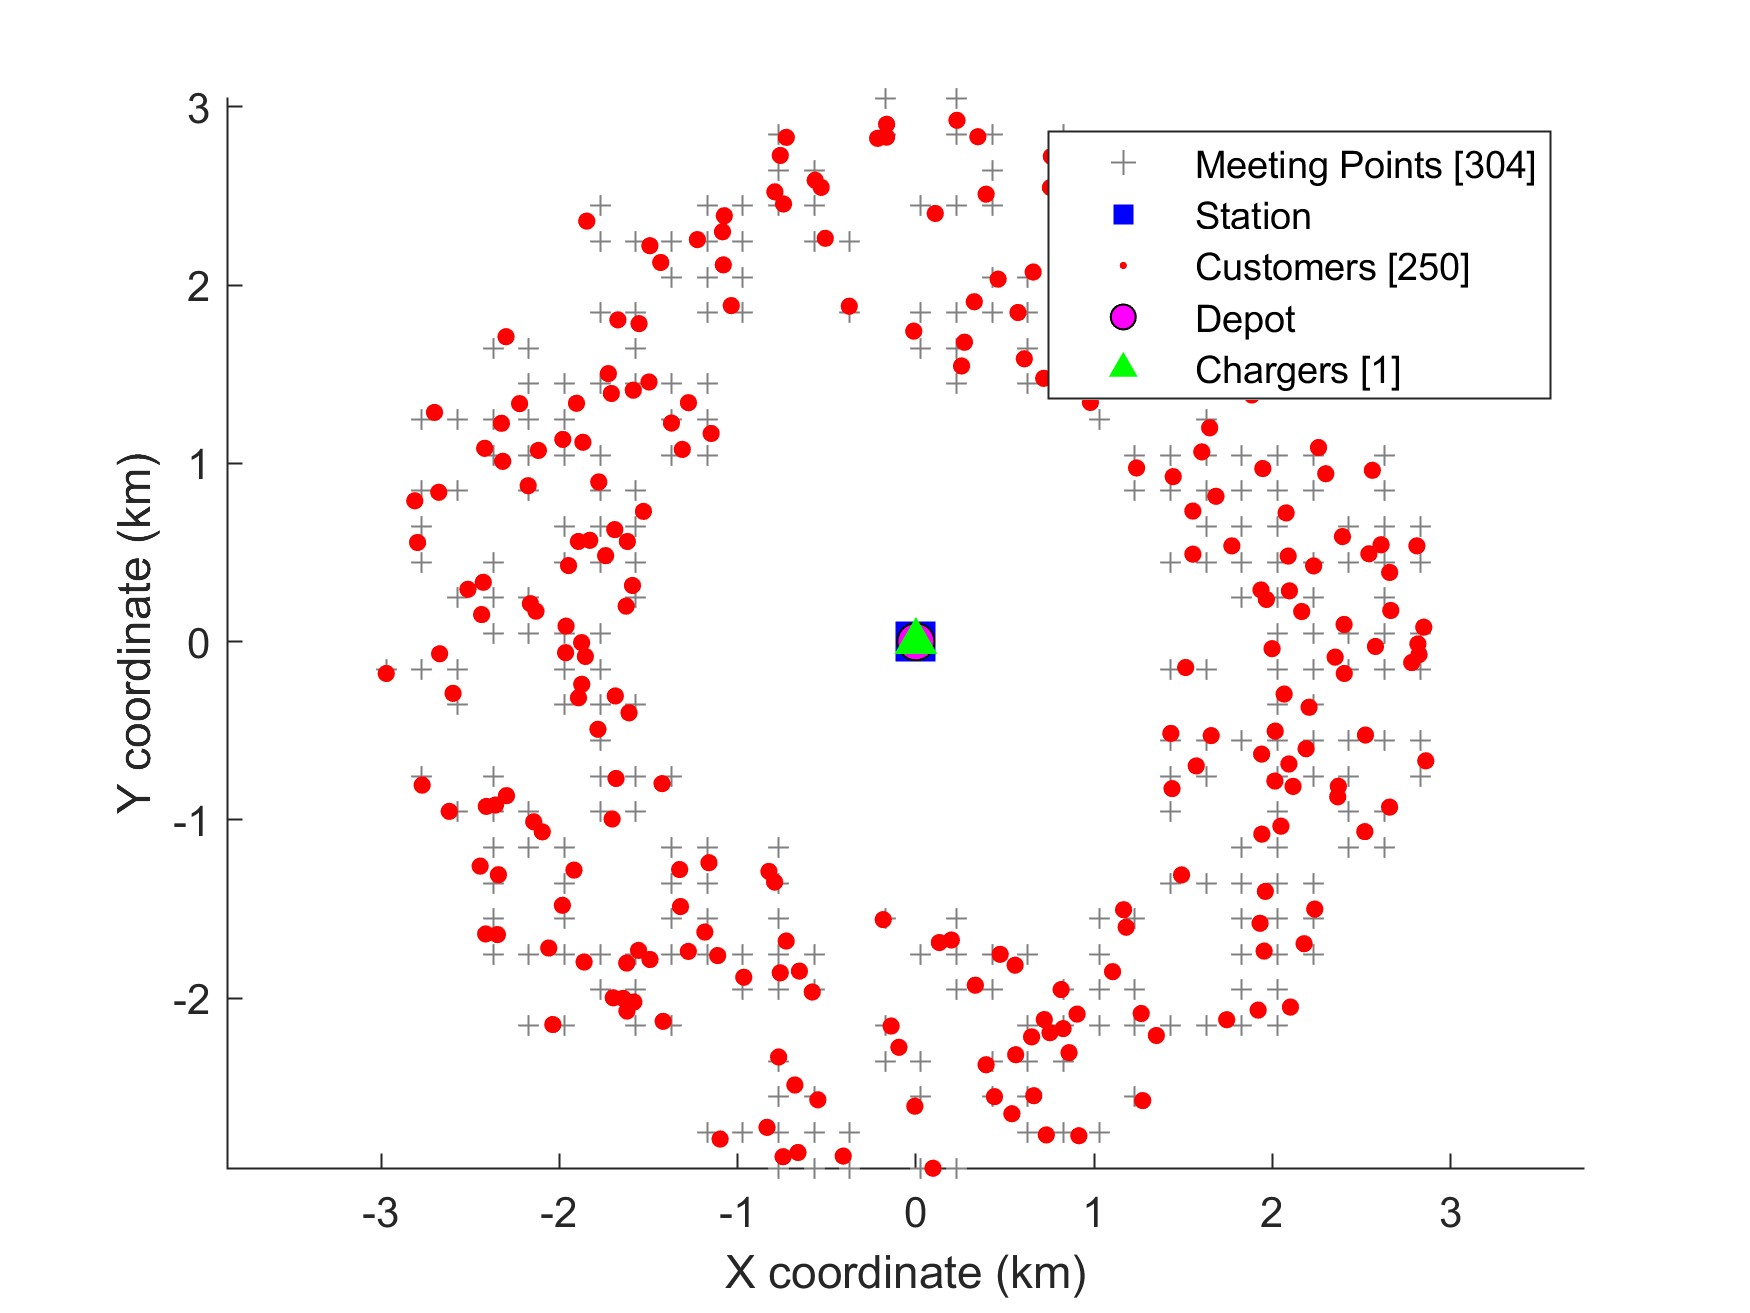 3
2
1
0
-1
-2
-3
-2
-1
0
1
2
3
X coordinate (km)
Y coordinate (km)
Meeting Points [304]
Station
Customers [250]
Depot
Chargers [1]